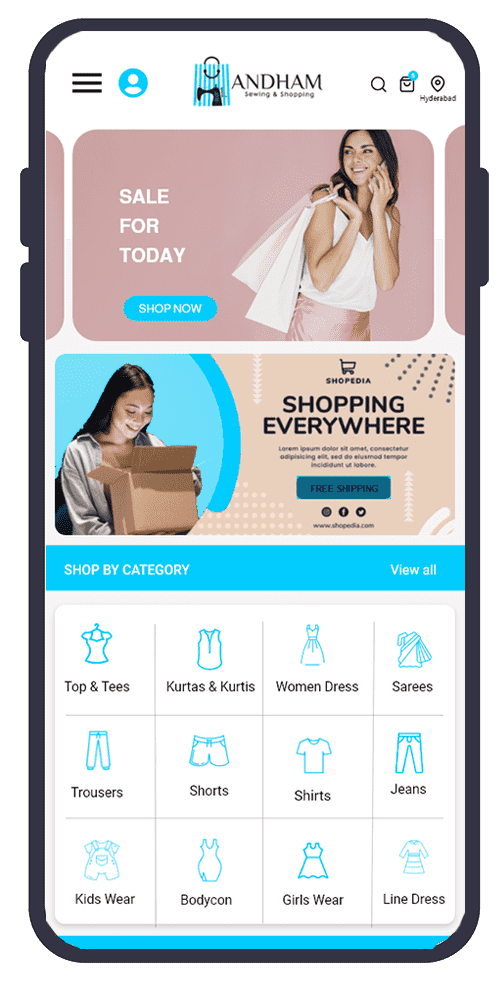 ANDHAM
Sewing & Shopping
Hyderabad
SALE
FOR
TODAY
SHOP NOW
SHOPEDIA
SHOPPING
EVERYWHERE
Lorem ipsum dolor sit amet, consectetur
adipisicing elit, sed do eiusmod tempor
incididunt ut labore.
FREE SHIPPING
www.shopedia.com
SHOP BY CATEGORY View all
Top & Tees Kurtas & Kurtis Women Dress Sarees
Trousers Shorts Shirts Jeans
Kids Wear Bodycon Girls Wear Line Dress